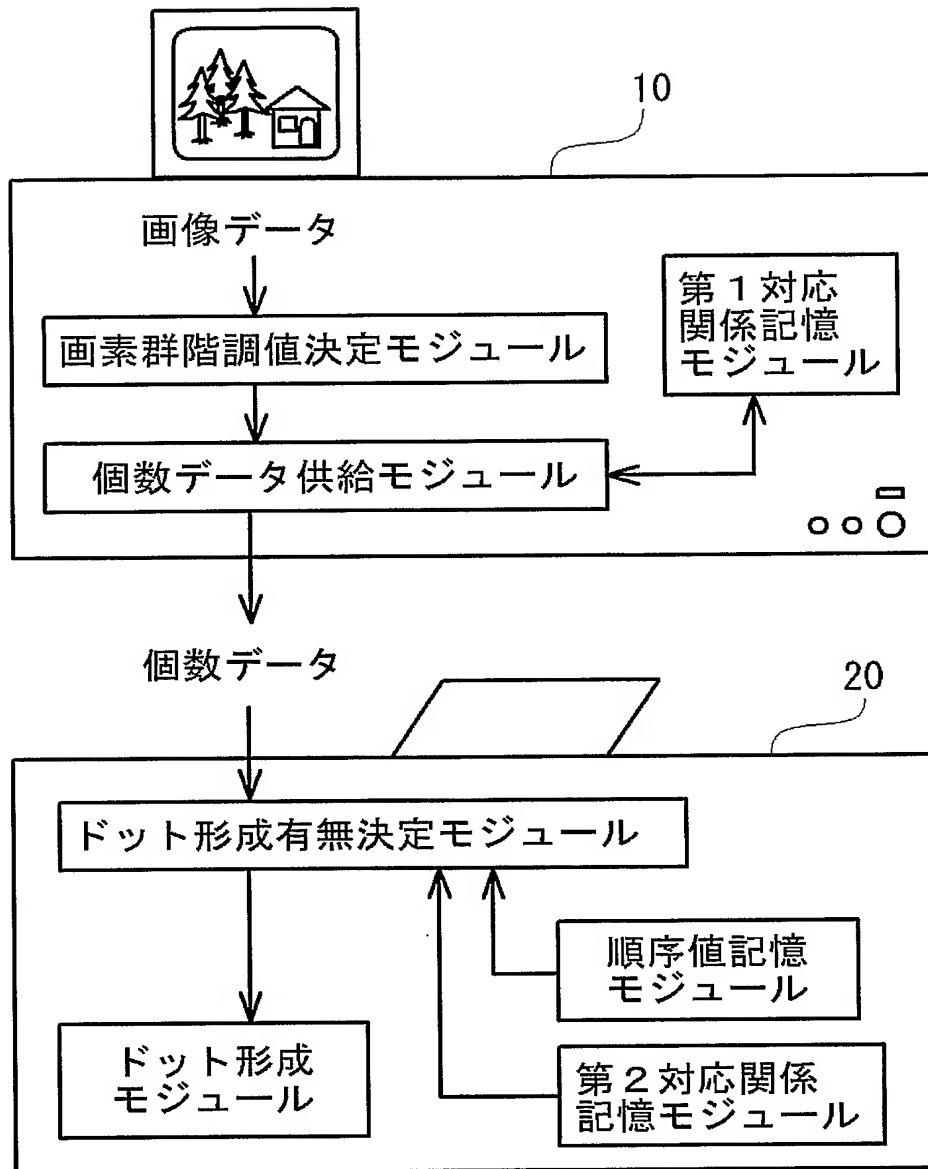 10
画像データ
第1対応
関係記憶
モジュール
画素群階調値決定モジュール
個数データ供給モジュール
個数データ
20
ドット形成有無決定モジュール
順序値記憶
モジュール
ドット形成
モジュール
第2対応関係
記憶モジュール